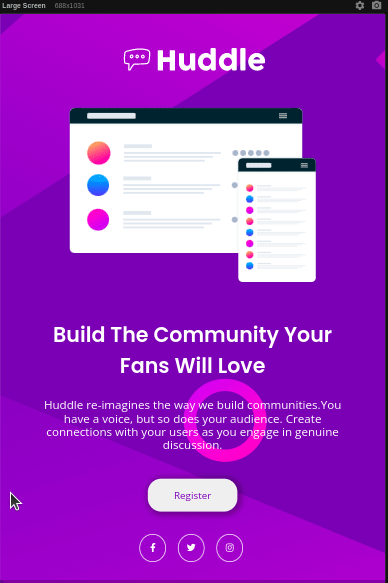 Large Screen 688x1031
Huddle
Build The Community Your
Fans Will Love
Huddle re-imagines the way we build communities.You
have a voice, but so does your audience. Create
connections with your users as you engage in genuine
discussion.
Register